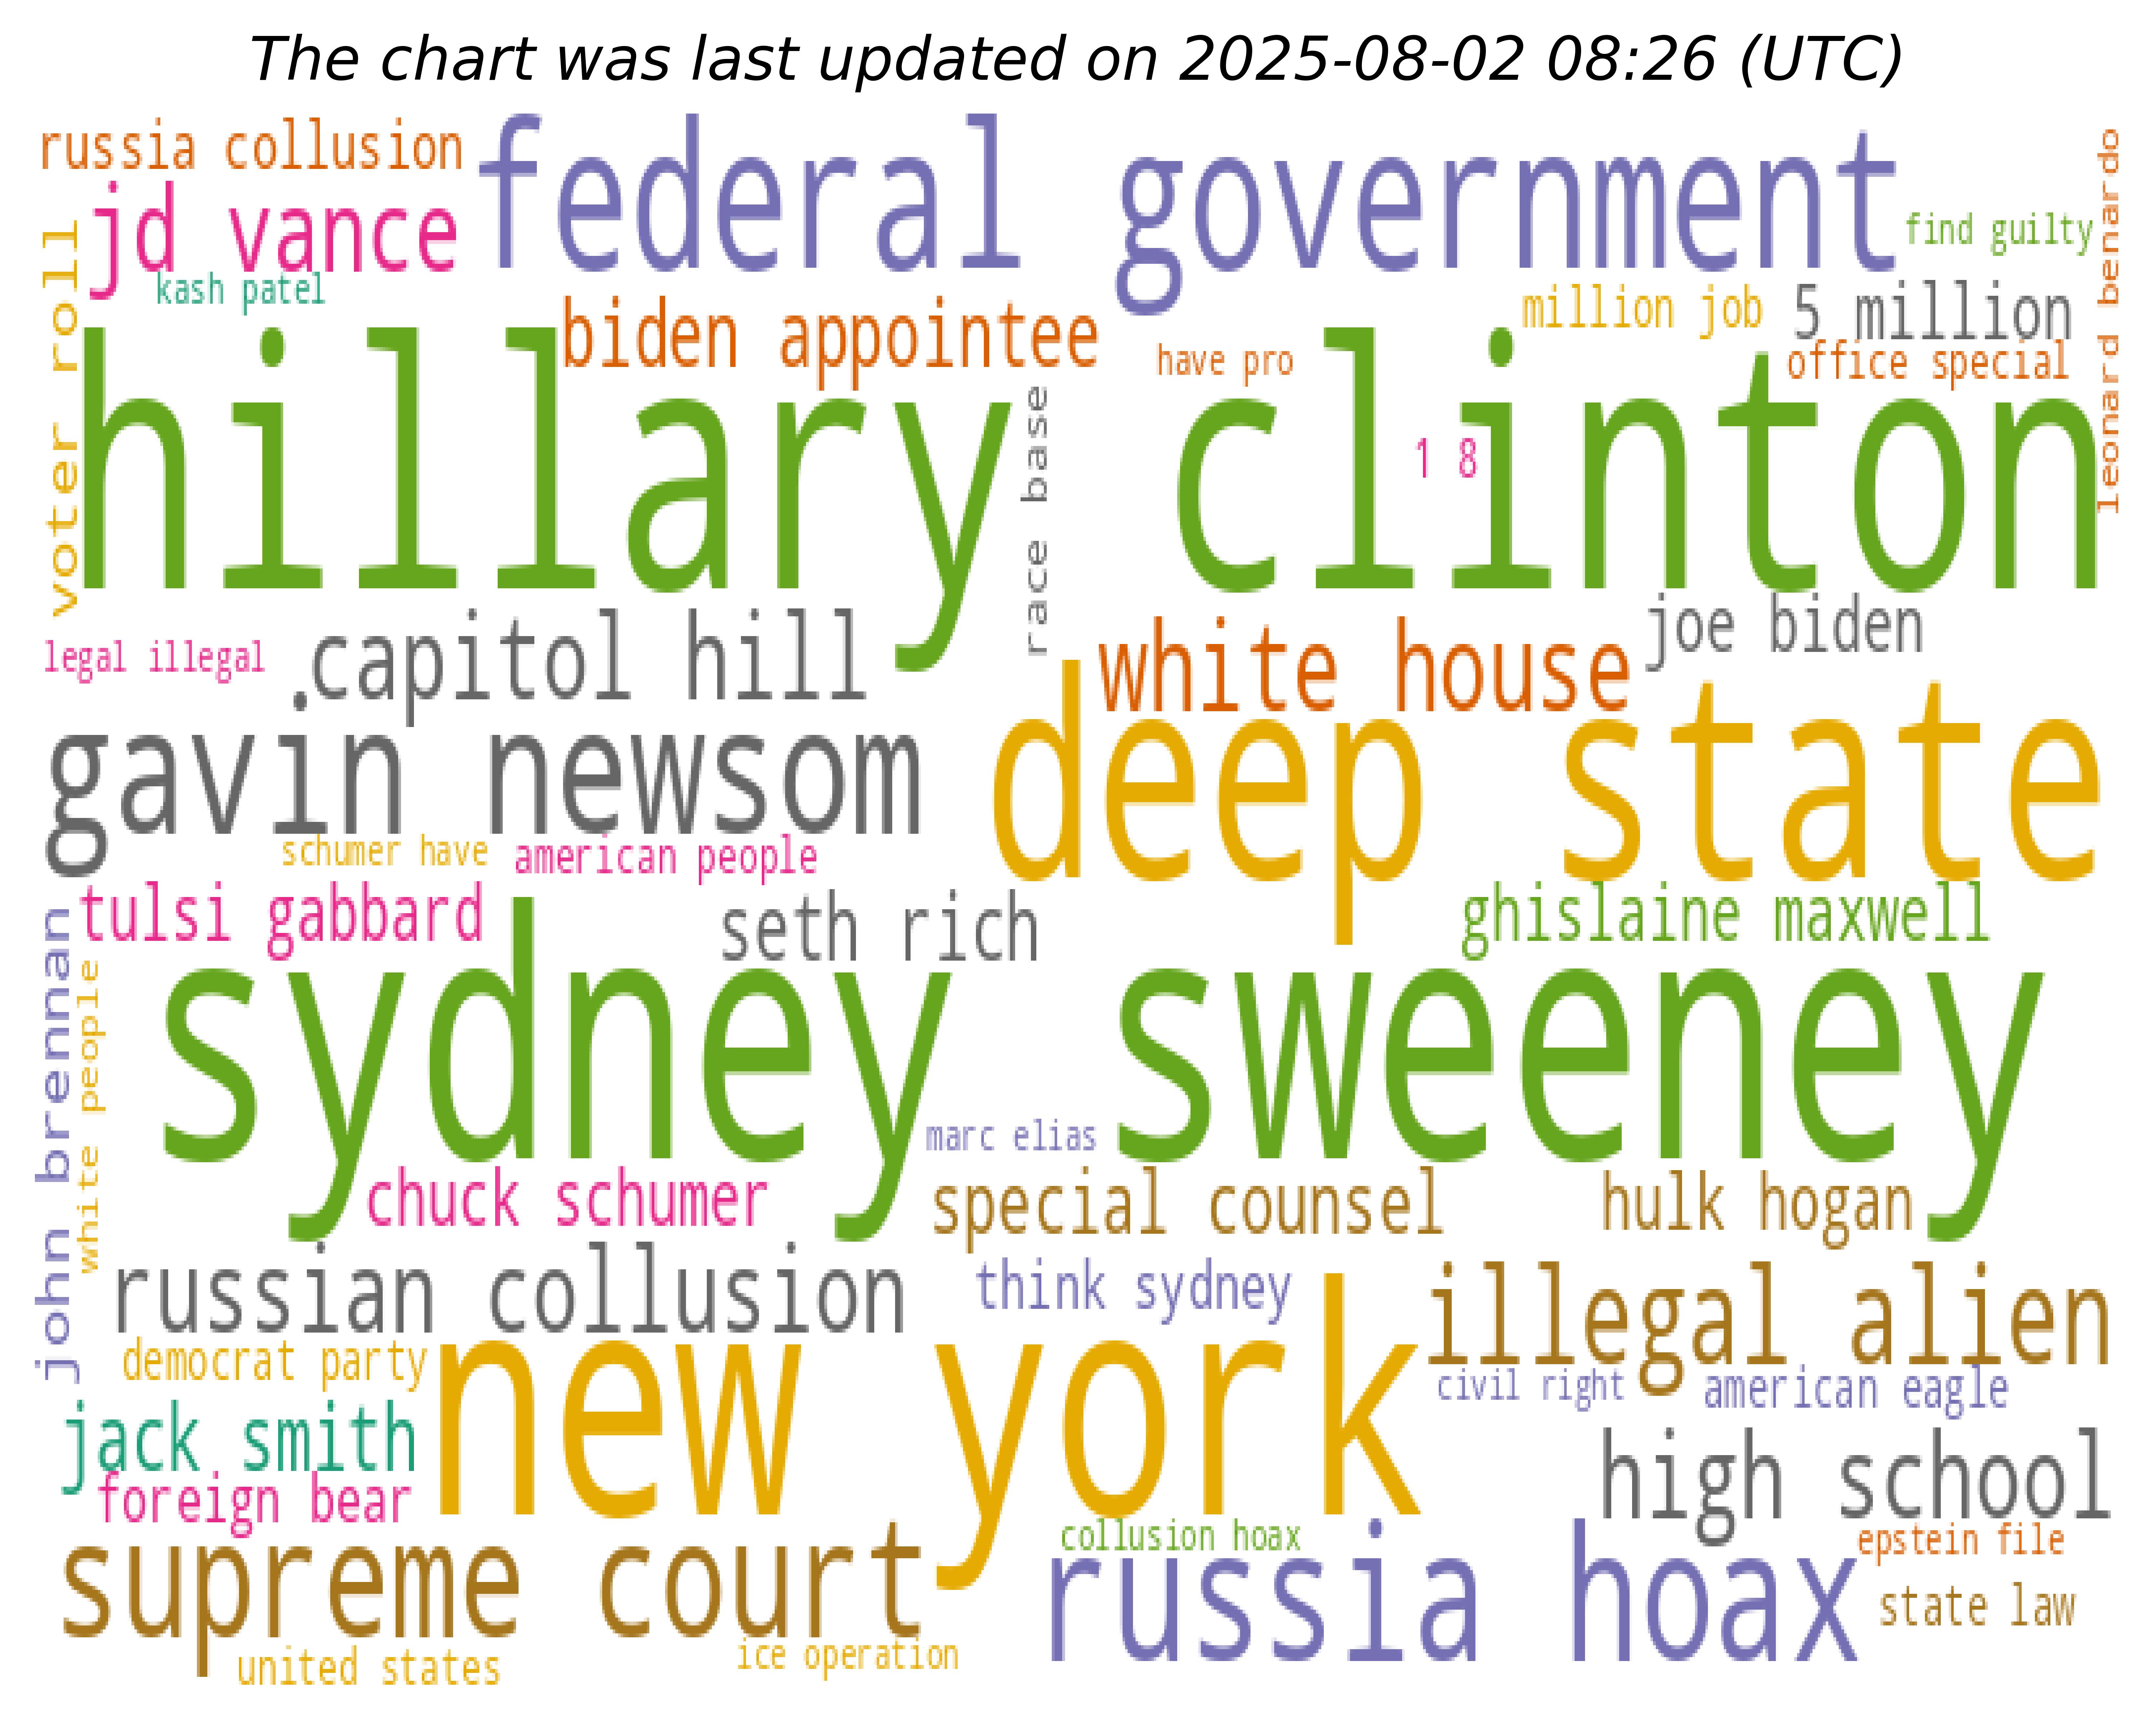 The chart was last updated on 2025-08-02 08:26 (UTC)
russia collusion
federal government
leonard benardo
jd vance
find guilty
voter roll
kash patel
biden appointee
million job
5 million
have pro
office special
hillary clinton
race base
1 8
joe biden
capitol hill
white house
legal illegal
deep state
gavin newsom
schumer have
american people
tulsi gabbard
seth rich
ghislaine maxwell
john brennan
white people
sydney sweeney
marc elias
chuck schumer
special counsel
hulk hogan
russian collusion
think sydney
illegal alien
democrat party
new york
civil right
american eagle
jack smith
high school
foreign bear
collusion hoax
epstein file
supreme court
russia hoax
state law
united states
ice operation